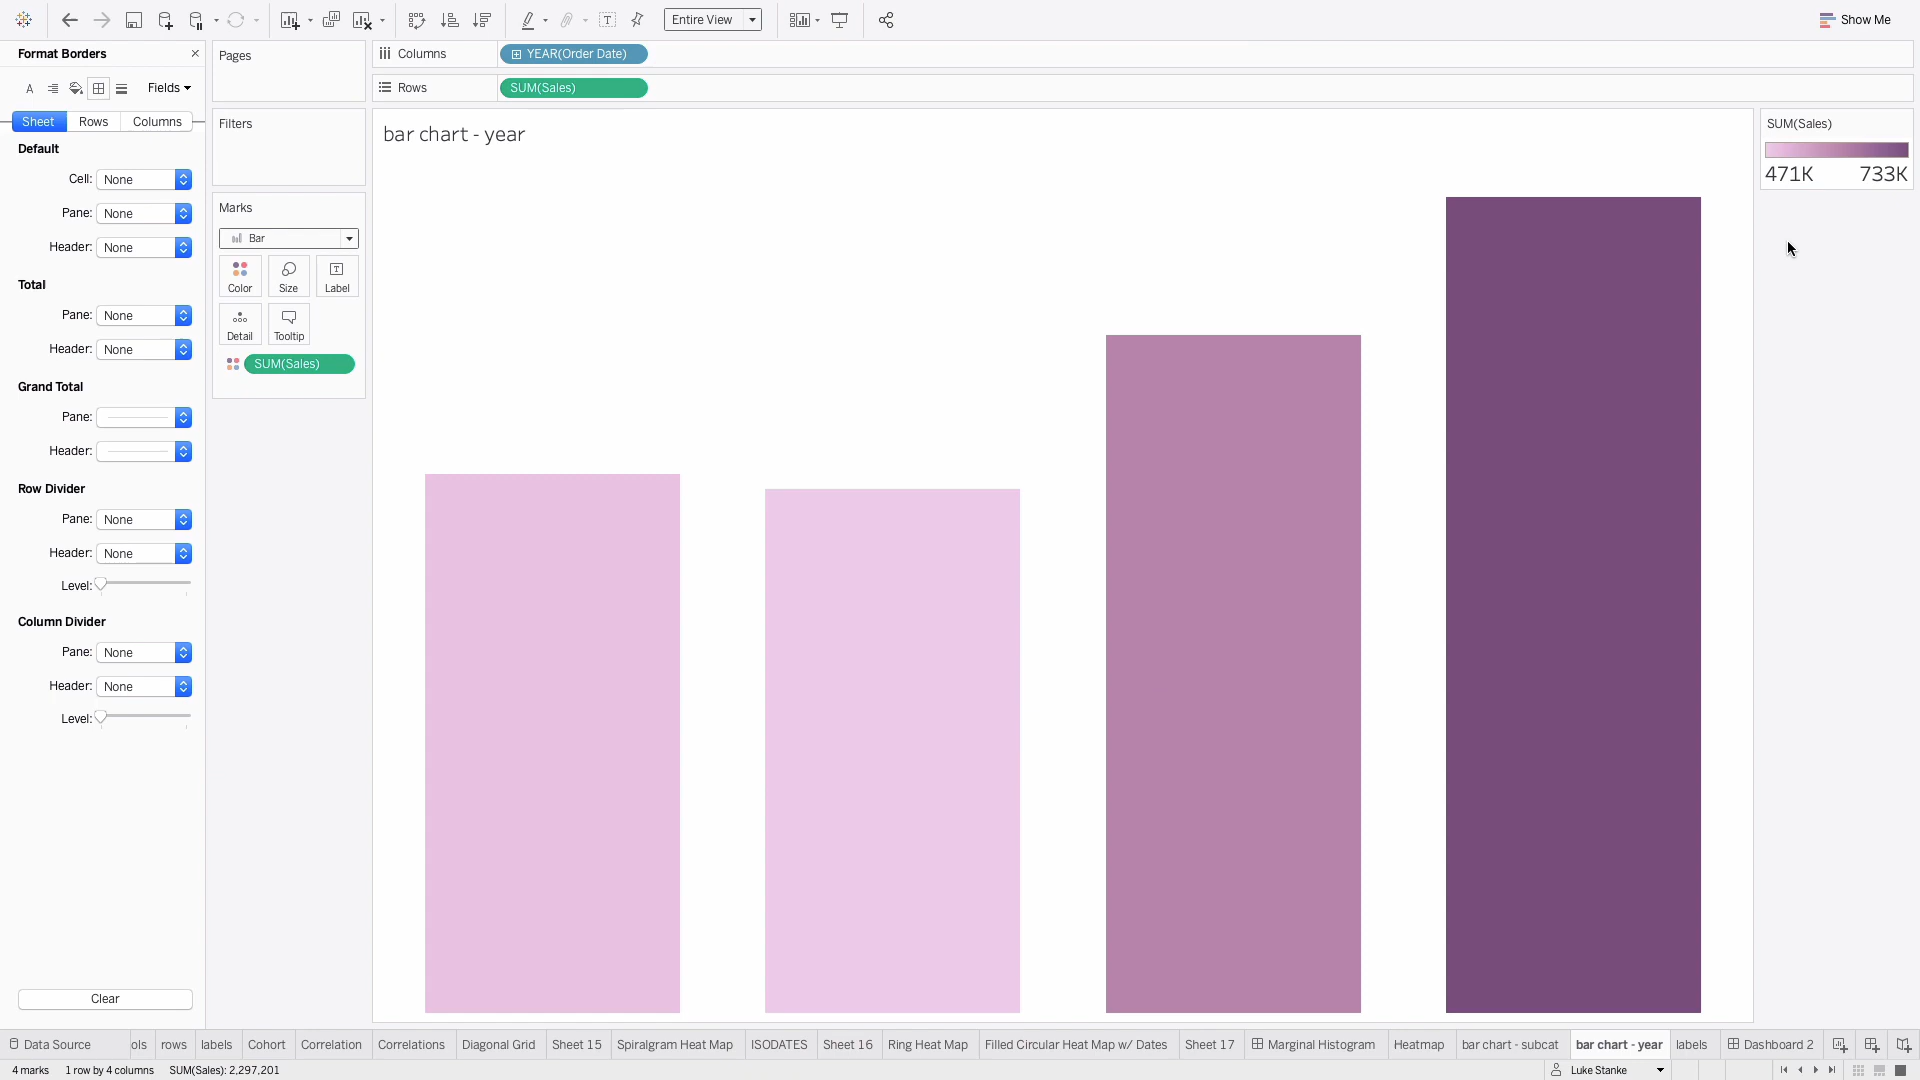 Entire View
Show Me
Format Borders
Fields
Sheet
Rows
Columns
Default
Cell: None
Pane: None
Header: None
Total
Pane: None
Header: None
Grand Total
Pane:
Header:
Row Divider
Pane: None
Header: None
Level:
Column Divider
Pane: None
Header: None
Level:
Clear
Pages
Filters
Marks
Bar
Color
Size
Label
Detail
Tooltip
SUM(Sales)
Columns
YEAR(Order Date)
Rows
SUM(Sales)
bar chart - year
SUM(Sales)
471K 733K
Data Source
ols
rows
labels
Cohort
Correlation
Correlations
Diagonal Grid
Sheet 15
Spiralgram Heat Map
ISODATES
Sheet 16
Ring Heat Map
Filled Circular Heat Map w/ Dates
Sheet 17
Marginal Histogram
Heatmap
bar chart - subcat
bar chart - year
labels
Dashboard 2
4 marks
1 row by 4 columns
SUM(Sales): 2,297,201
Luke Stanke